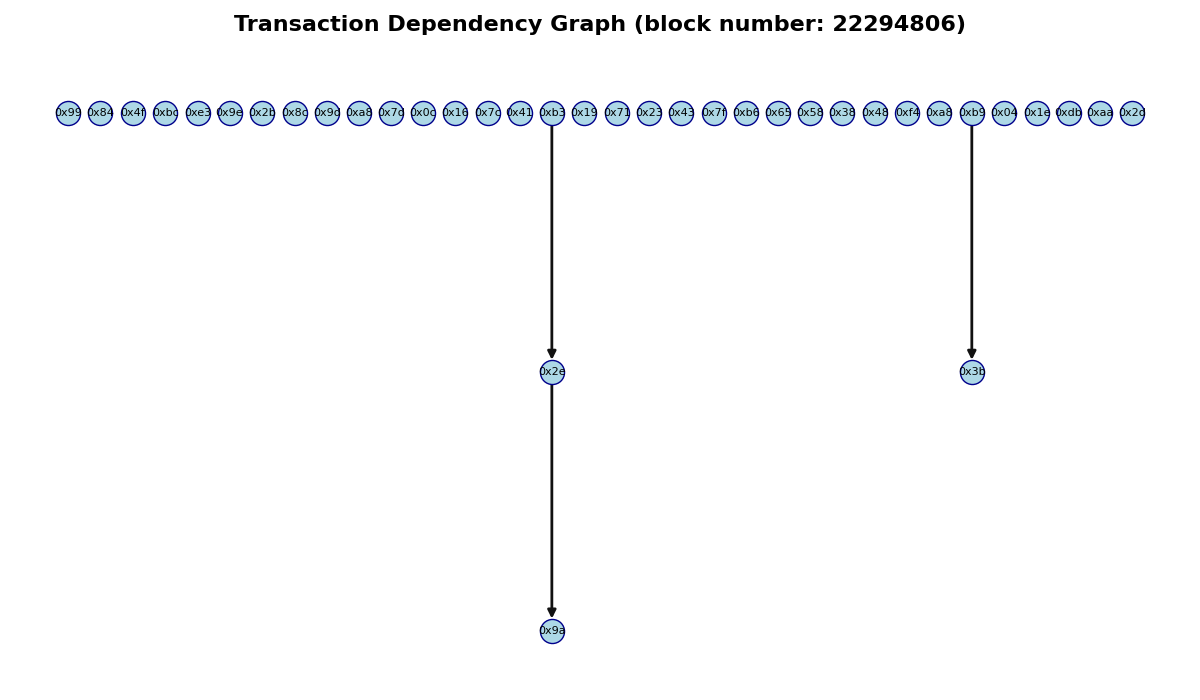 Transaction Dependency Graph (block number: 22294806)
0x99 0x84 0x4f 0xbc 0xe3 0x9e 0x2b 0x8c 0x9d 0xa8 0x7d 0x0c 0x16 0x7c 0x41 0xb3 0x19 0x71 0x23 0x43 0x7f 0xb6 0x65 0x58 0x38 0x48 0xf4 0xa8 0xb9 0x04 0x1e 0xdb 0xaa 0x2d
0x2e 0x3b
0x9a